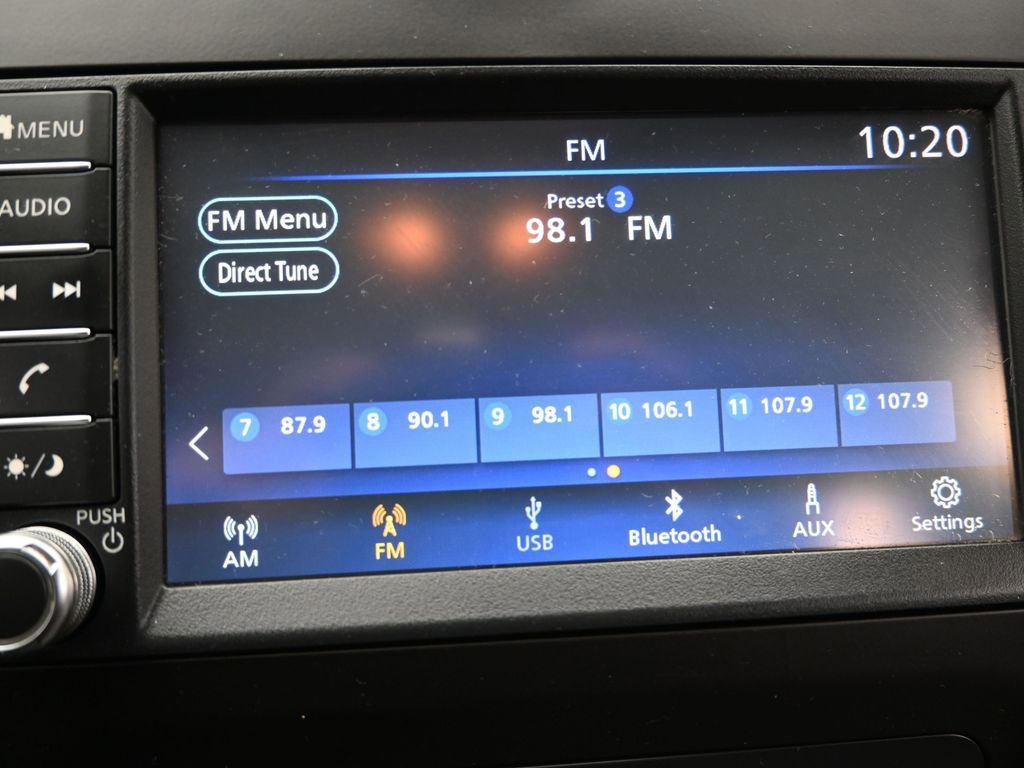 MENU
AUDIO
PUSH
FM
10:20
FM Menu
Direct Tune
Preset 3
98.1 FM
7 87.9
8 90.1
9 98.1
10 106.1
11 107.9
12 107.9
AM
FM
USB
Bluetooth
AUX
Settings